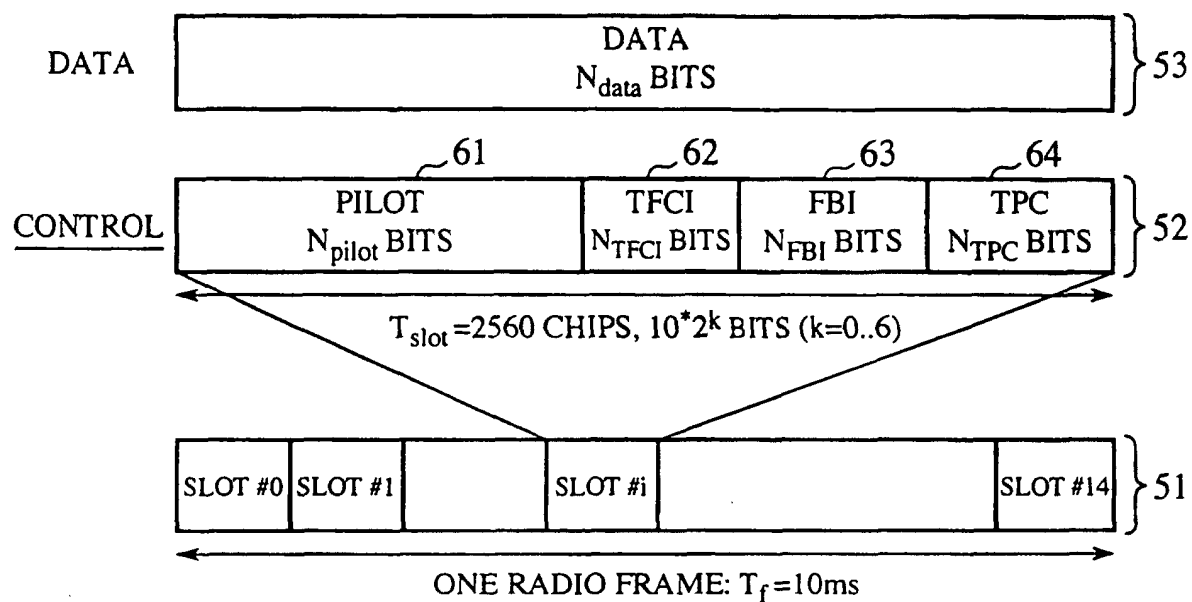 DATA
DATA
N_data BITS
53
61
62
63
64
CONTROL
PILOT
N_pilot BITS
TFCI
N_TFCI BITS
FBI
N_FBI BITS
TPC
N_TPC BITS
52
T_slot=2560 CHIPS, 10*2^k BITS (k=0..6)
SLOT #0
SLOT #1
SLOT #i
SLOT #14
51
ONE RADIO FRAME: T_f=10ms